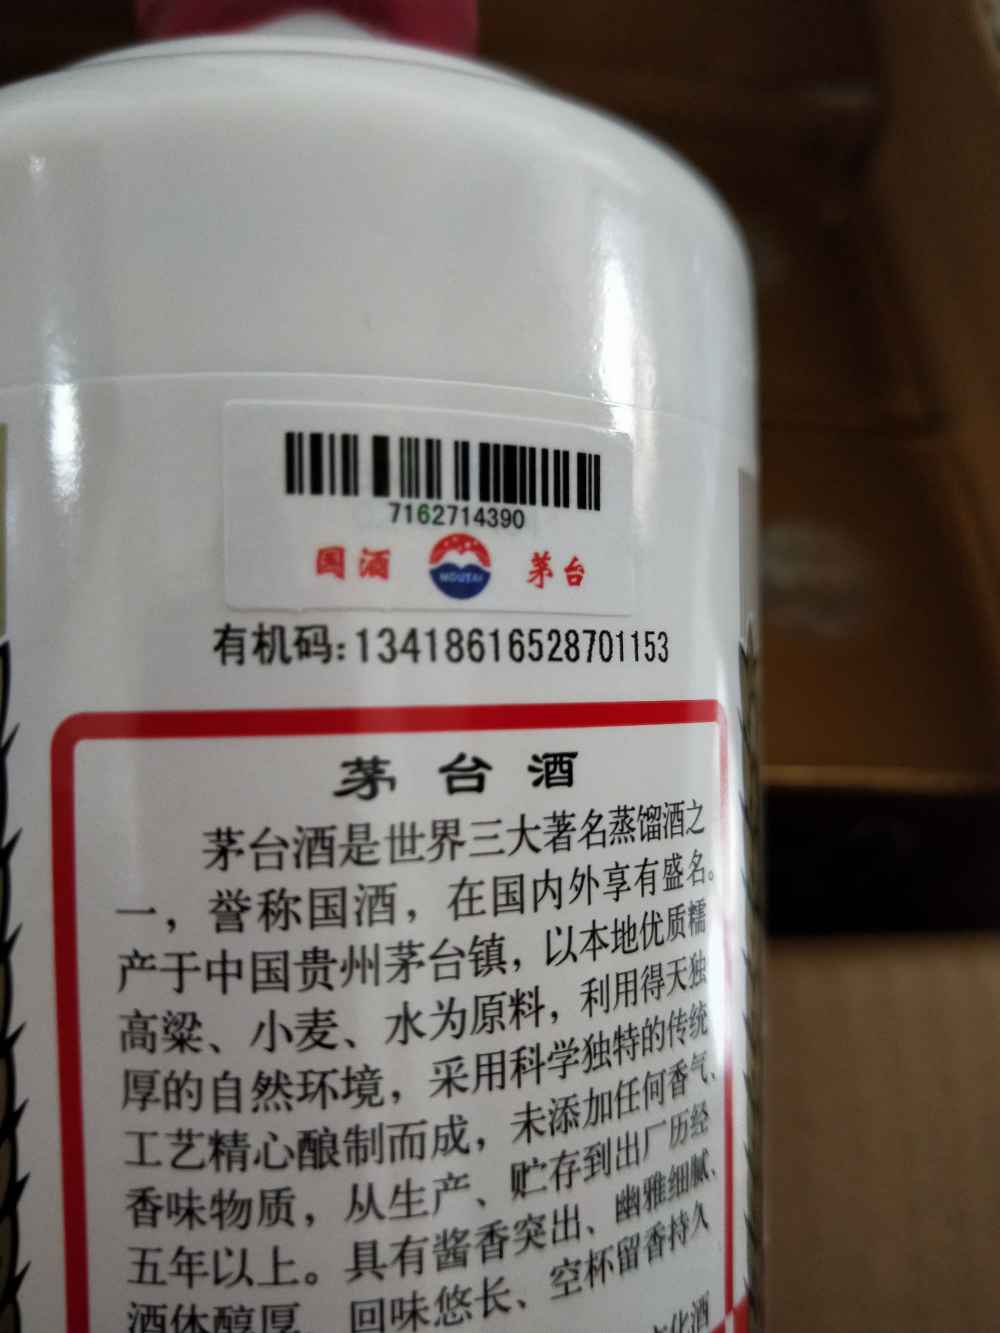 7162714390
国酒 MOUTAI 茅台
有机码:13418616528701153
茅台酒
茅台酒是世界三大著名蒸馏酒之
一，誉称国酒，在国内外享有盛名。
产于中国贵州茅台镇，以本地优质糯
高粱、小麦、水为原料，利用得天独
厚的自然环境，采用科学独特的传统
工艺精心酿制而成，未添加任何香气、
香味物质，从生产、贮存到出厂历经
五年以上。具有酱香突出、幽雅细腻、
酒体醇厚、回味悠长、空杯留香持久